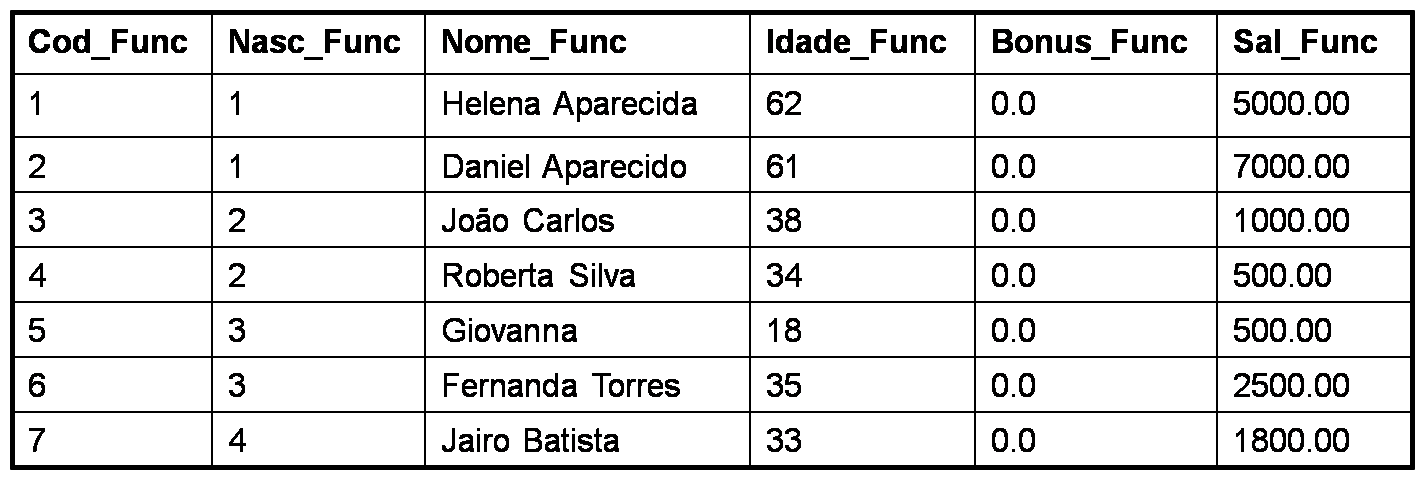 Cod_Func Nasc_Func Nome_Func Idade_Func Bonus_Func Sal_Func
1 1 Helena Aparecida 62 0.0 5000.00
2 1 Daniel Aparecido 61 0.0 7000.00
3 2 João Carlos 38 0.0 1000.00
4 2 Roberta Silva 34 0.0 500.00
5 3 Giovanna 18 0.0 500.00
6 3 Fernanda Torres 35 0.0 2500.00
7 4 Jairo Batista 33 0.0 1800.00